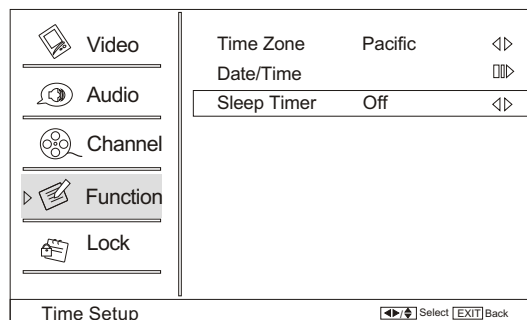 Video
Audio
Channel
Function
Lock
Time Zone Pacific
Date/Time
Sleep Timer Off
Time Setup
Select EXIT Back